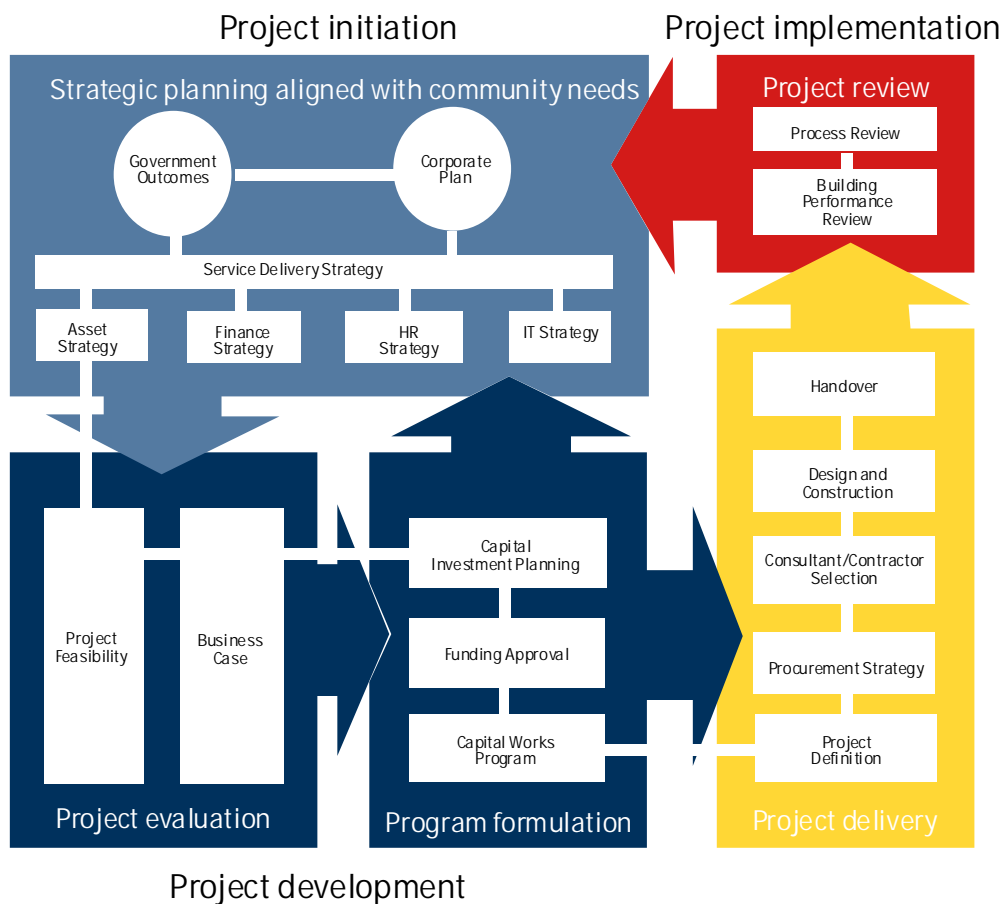 Project initiation
Project implementation
Strategic planning aligned with community needs
Government
Outcomes
Corporate
Plan
Service Delivery Strategy
Asset
Strategy
Finance
Strategy
HR
Strategy
IT Strategy
Project review
Process Review
Building
Performance
Review
Handover
Design and
Construction
Consultant/Contractor
Selection
Procurement Strategy
Project
Definition
Project delivery
Project
Feasibility
Business
Case
Project evaluation
Capital
Investment Planning
Funding Approval
Capital Works
Program
Program formulation
Project development